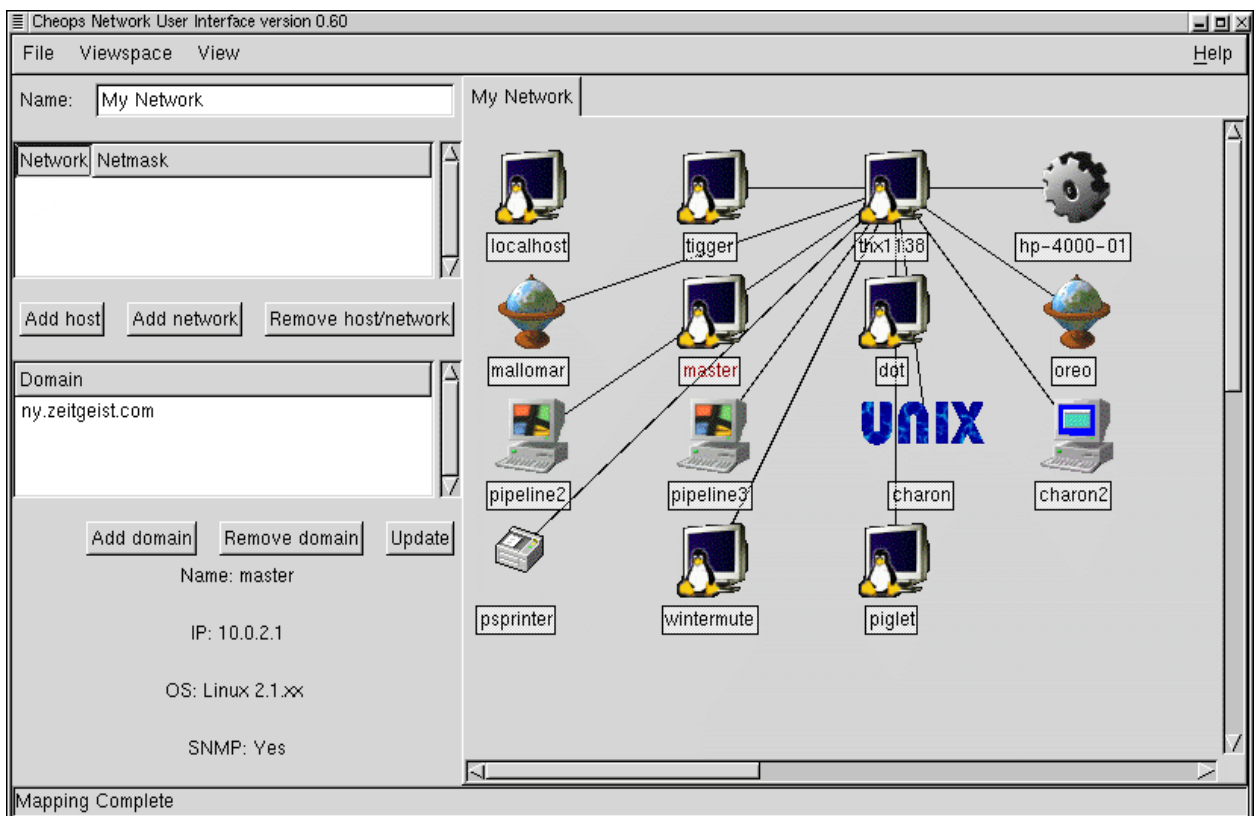 Cheops Network User Interface version 0.60
File Viewspace View Help
Name: My Network
My Network
Network Netmask
localhost tigger thx1138 hp-4000-01
Add host Add network Remove host/network
mallomar master dot oreo
Domain
ny.zeitgeist.com
UNIX
pipeline2 pipeline3 charon charon2
Add domain Remove domain Update
Name: master
psprinter wintermute piglet
IP: 10.0.2.1
OS: Linux 2.1.xx
SNMP: Yes
Mapping Complete